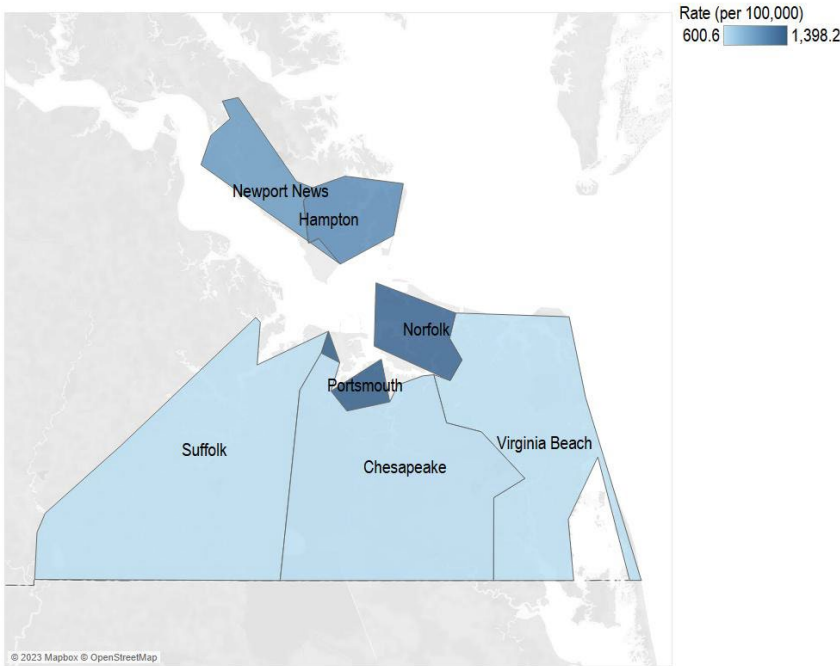 Rate (per 100,000)
600.6 1,398.2
Newport News
Hampton
Norfolk
Portsmouth
Suffolk
Virginia Beach
Chesapeake
© 2023 Mapbox © OpenStreetMap